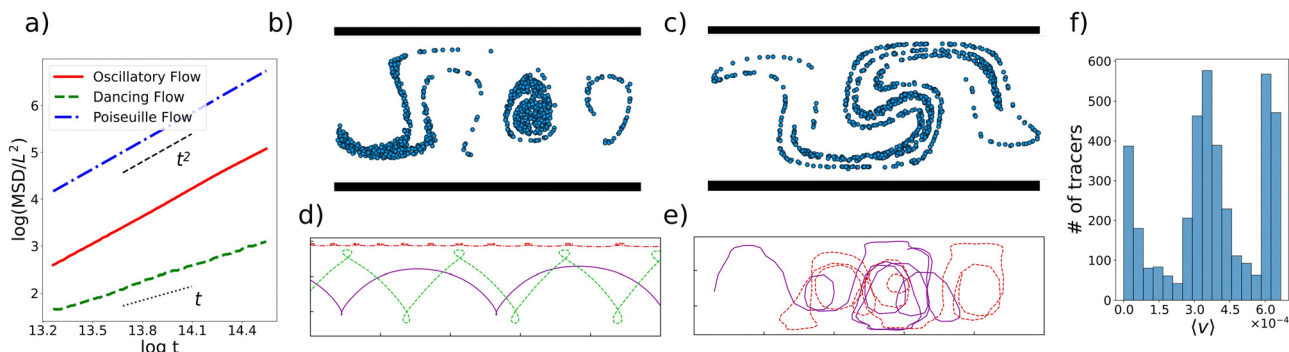 a)
Oscillatory Flow
Dancing Flow
Poiseuille Flow
t²
t
log(MSD/L²)
6
5
4
3
2
13.2 13.5 13.8 14.1 14.4
log t
b)
c)
d)
e)
f)
# of tracers
600
500
400
300
200
100
0
0.0 1.5 3.0 4.5 6.0
×10⁻⁴
⟨v⟩